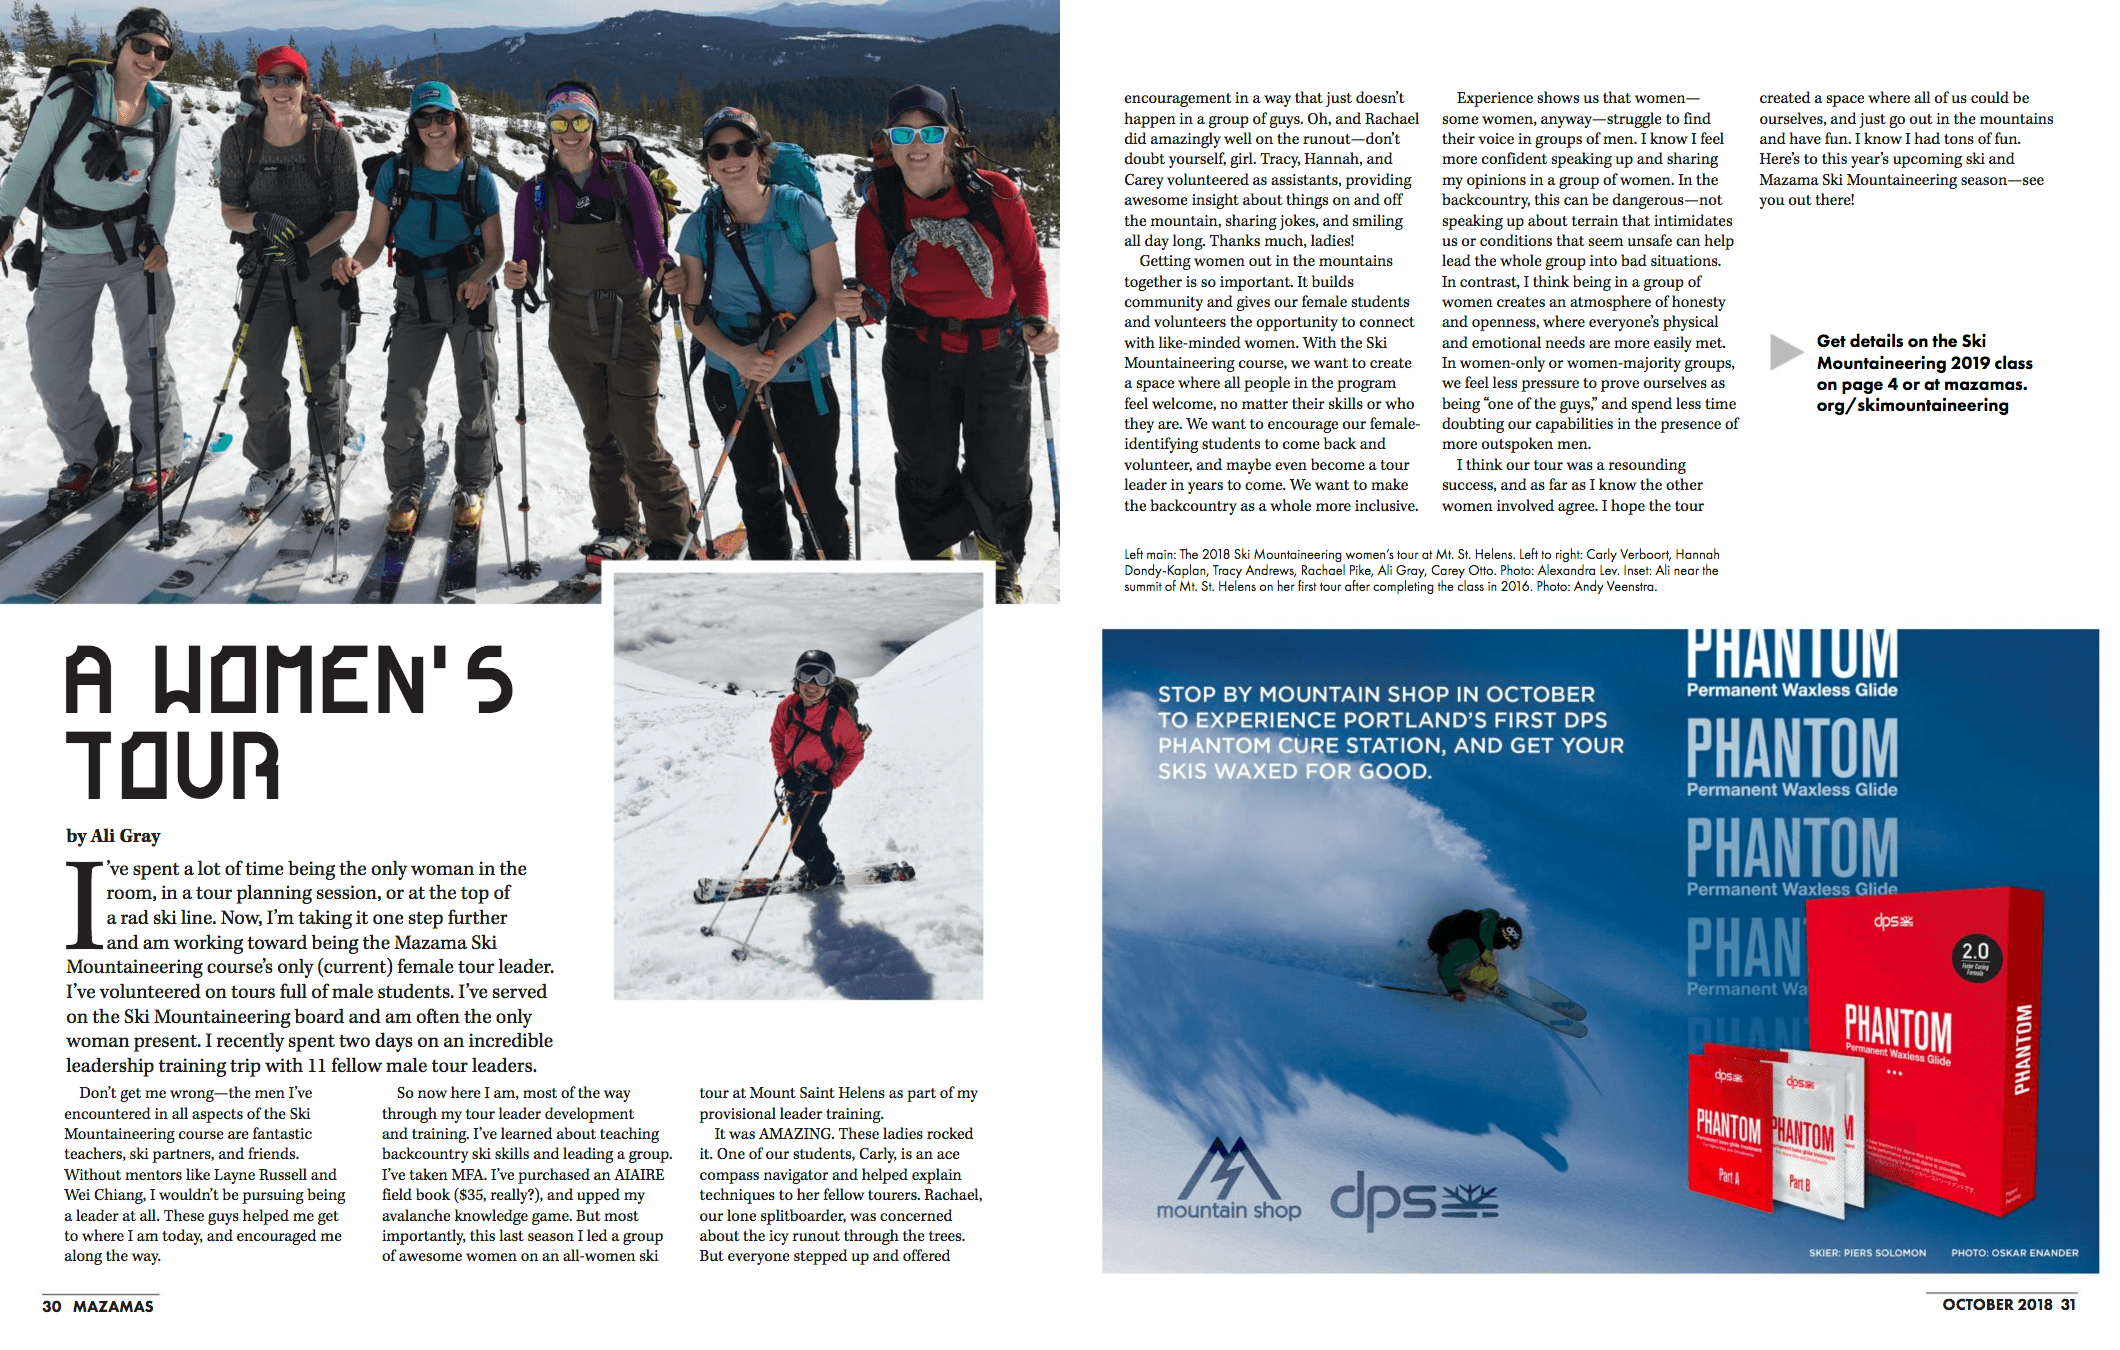 A WOMEN'S
TOUR
by Ali Gray
I've spent a lot of time being the only woman in the
room, in a tour planning session, or at the top of
a rad ski line. Now, I'm taking it one step further
and am working toward being the Mazama Ski
Mountaineering course's only (current) female tour leader.
I've volunteered on tours full of male students. I've served
on the Ski Mountaineering board and am often the only
woman present. I recently spent two days on an incredible
leadership training trip with 11 fellow male tour leaders.
Don't get me wrong—the men I've
encountered in all aspects of the Ski
Mountaineering course are fantastic
teachers, ski partners, and friends.
Without mentors like Layne Russell and
Wei Chiang, I wouldn't be pursuing being
a leader at all. These guys helped me get
to where I am today, and encouraged me
along the way.
So now here I am, most of the way
through my tour leader development
and training. I've learned about teaching
backcountry ski skills and leading a group.
I've taken MFA. I've purchased an AIAIRE
field book ($35, really?), and upped my
avalanche knowledge game. But most
importantly, this last season I led a group
of awesome women on an all-women ski
tour at Mount Saint Helens as part of my
provisional leader training.
It was AMAZING. These ladies rocked
it. One of our students, Carly, is an ace
compass navigator and helped explain
techniques to her fellow tourers. Rachael,
our lone splitboarder, was concerned
about the icy runout through the trees.
But everyone stepped up and offered
30 MAZAMAS
encouragement in a way that just doesn't
happen in a group of guys. Oh, and Rachael
did amazingly well on the runout—don't
doubt yourself, girl. Tracy, Hannah, and
Carey volunteered as assistants, providing
awesome insight about things on and off
the mountain, sharing jokes, and smiling
all day long. Thanks much, ladies!
Getting women out in the mountains
together is so important. It builds
community and gives our female students
and volunteers the opportunity to connect
with like-minded women. With the Ski
Mountaineering course, we want to create
a space where all people in the program
feel welcome, no matter their skills or who
they are. We want to encourage our female-
identifying students to come back and
volunteer, and maybe even become a tour
leader in years to come. We want to make
the backcountry as a whole more inclusive.
Experience shows us that women—
some women, anyway—struggle to find
their voice in groups of men. I know I feel
more confident speaking up and sharing
my opinions in a group of women. In the
backcountry, this can be dangerous—not
speaking up about terrain that intimidates
us or conditions that seem unsafe can help
lead the whole group into bad situations.
In contrast, I think being in a group of
women creates an atmosphere of honesty
and openness, where everyone's physical
and emotional needs are more easily met.
In women-only or women-majority groups,
we feel less pressure to prove ourselves as
being "one of the guys," and spend less time
doubting our capabilities in the presence of
more outspoken men.
I think our tour was a resounding
success, and as far as I know the other
women involved agree. I hope the tour
created a space where all of us could be
ourselves, and just go out in the mountains
and have fun. I know I had tons of fun.
Here's to this year's upcoming ski and
Mazama Ski Mountaineering season—see
you out there!
Get details on the Ski
Mountaineering 2019 class
on page 4 or at mazamas.
org/skimountaineering
Left main: The 2018 Ski Mountaineering women's tour at Mt. St. Helens. Left to right: Carly Verboort, Hannah
Dondy-Kaplan, Tracy Andrews, Rachael Pike, Ali Gray, Carey Otto. Photo: Alexandra Lev. Inset: Ali near the
summit of Mt. St. Helens on her first tour after completing the class in 2016. Photo: Andy Veenstra.
STOP BY MOUNTAIN SHOP IN OCTOBER
TO EXPERIENCE PORTLAND'S FIRST DPS
PHANTOM CURE STATION, AND GET YOUR
SKIS WAXED FOR GOOD.
PHANTOM
Permanent Waxless Glide
PHANTOM
Permanent Waxless Glide
PHANTOM
Permanent Waxless Glide
PHAN
Permanent Wa
dps
2.0
Faster Curing
Formula
PHANTOM
Permanent Waxless Glide
PHANTOM
dps
PHANTOM
Part A
dps
PHANTOM
Part B
mountain shop
dps
SKIER: PIERS SOLOMON PHOTO: OSKAR ENANDER
OCTOBER 2018 31